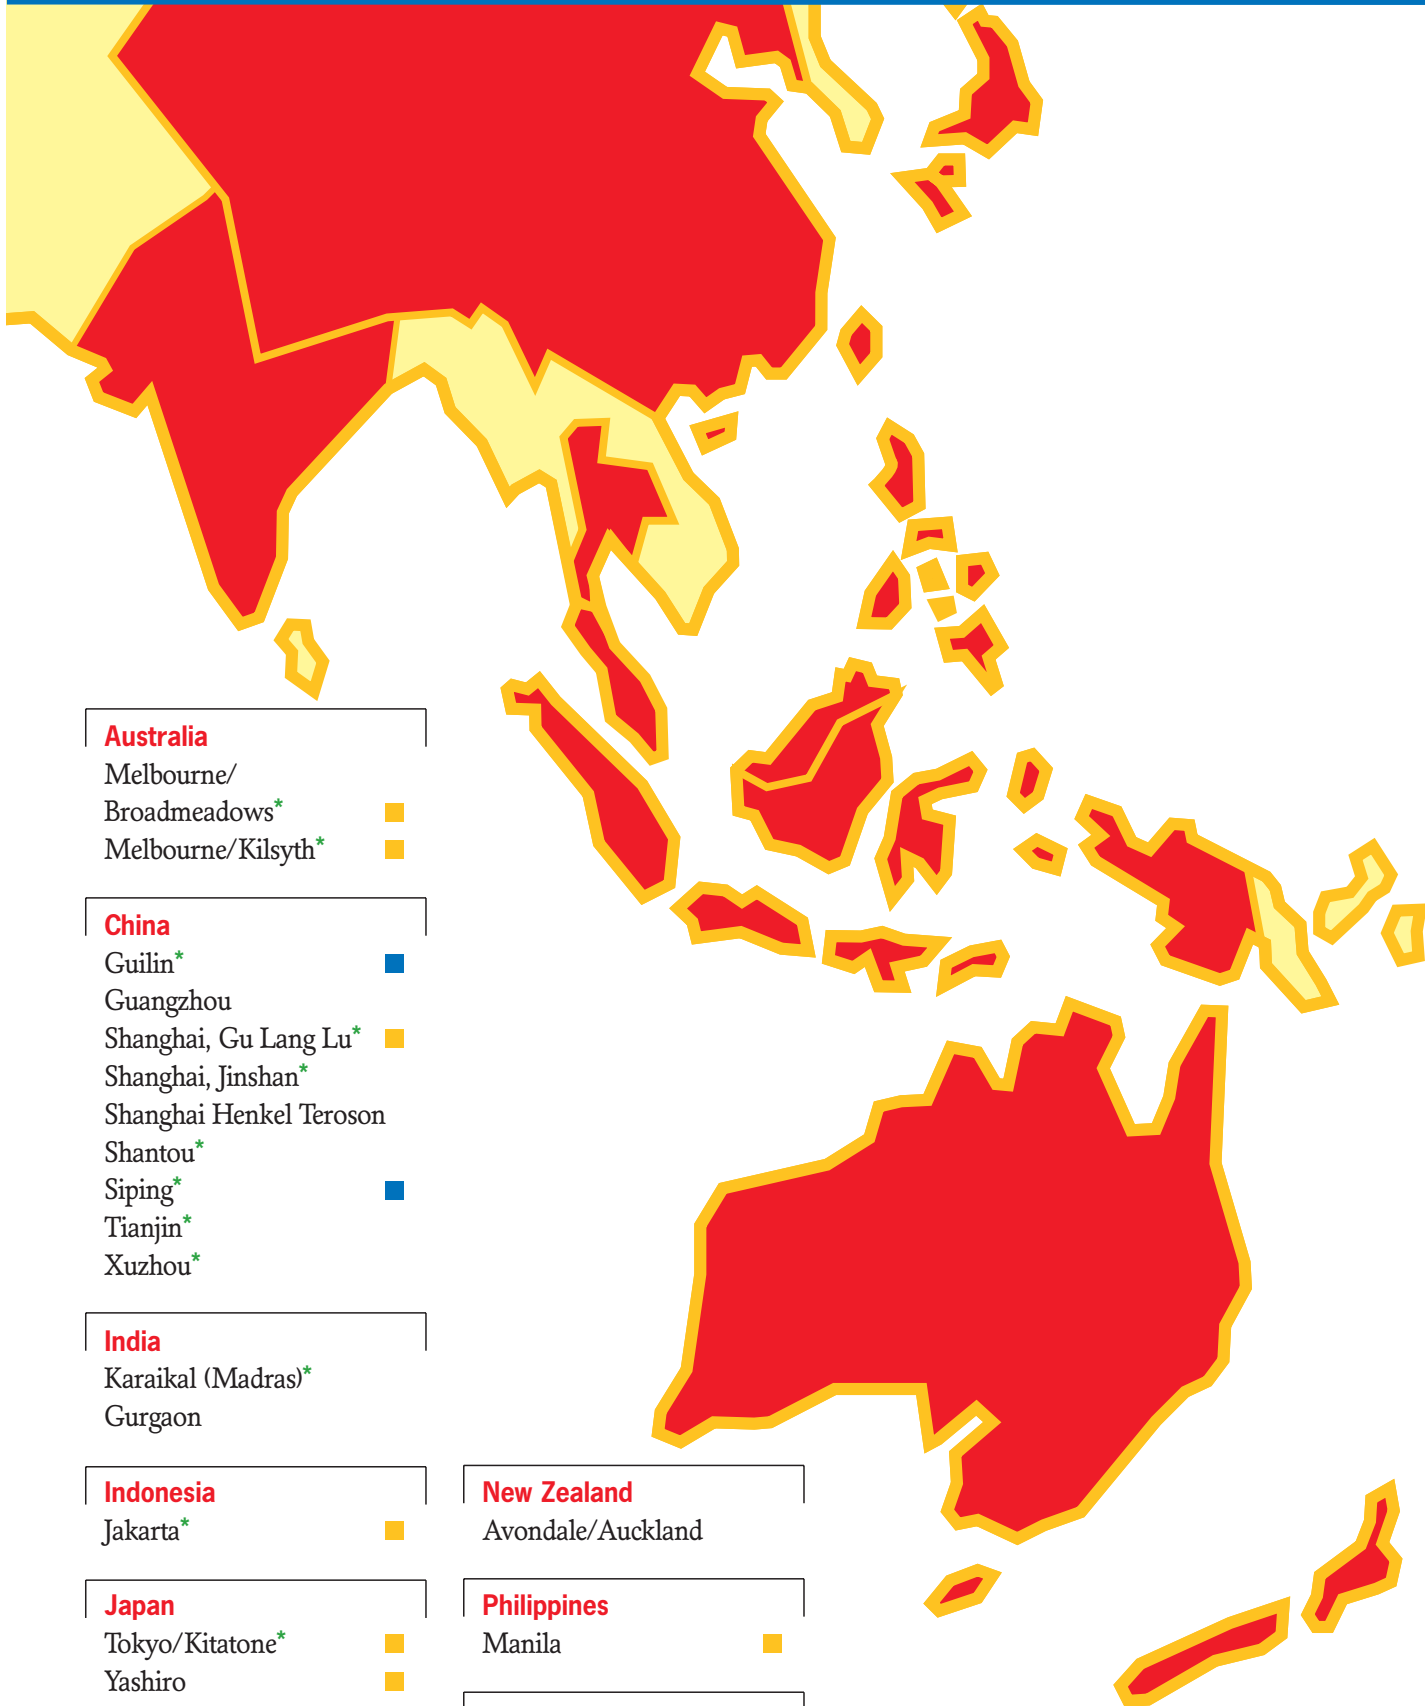 Australia
Melbourne/
Broadmeadows*
Melbourne/Kilsyth*
China
Guilin*
Guangzhou
Shanghai, Gu Lang Lu*
Shanghai, Jinshan*
Shanghai Henkel Teroson
Shantou*
Siping*
Tianjin*
Xuzhou*
India
Karaikal (Madras)*
Gurgaon
Indonesia
Jakarta*
Japan
Tokyo/Kitatone*
Yashiro
New Zealand
Avondale/Auckland
Philippines
Manila